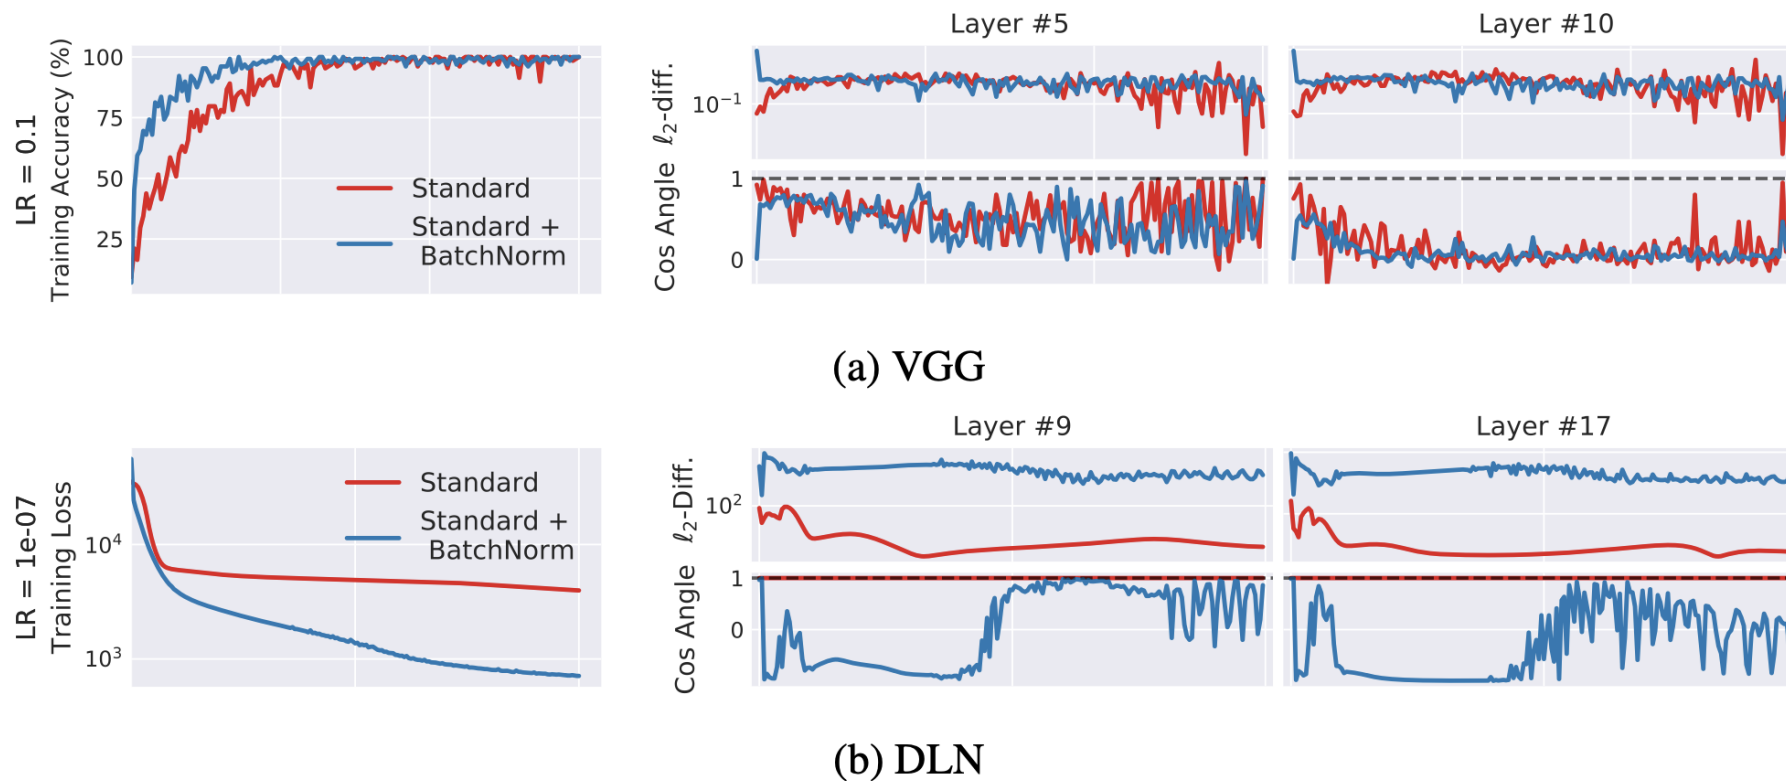 LR = 0.1
Training Accuracy (%)
100
75
50
25
Standard
Standard +
BatchNorm
Layer #5
Layer #10
ℓ₂-diff.
10⁻¹
Cos Angle
1
0
(a) VGG
LR = 1e-07
Training Loss
10⁴
10³
Standard
Standard +
BatchNorm
Layer #9
Layer #17
ℓ₂-Diff.
10²
Cos Angle
1
0
(b) DLN